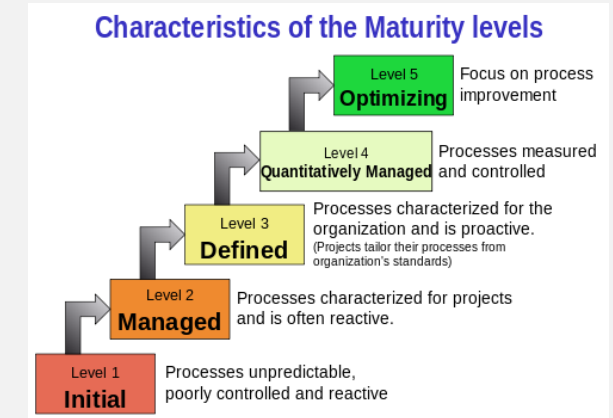 Characteristics of the Maturity levels
Level 5
Optimizing
Focus on process
improvement
Level 4
Quantitatively Managed
Processes measured
and controlled
Level 3
Defined
Processes characterized for the
organization and is proactive.
(Projects tailor their processes from
organization's standards)
Level 2
Managed
Processes characterized for projects
and is often reactive.
Level 1
Initial
Processes unpredictable,
poorly controlled and reactive